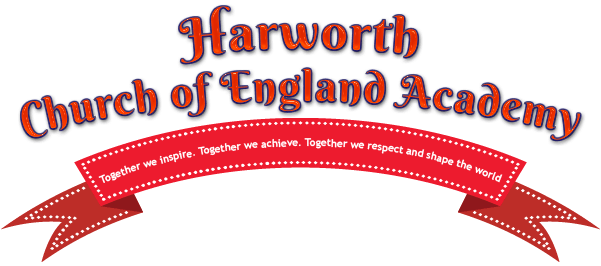 Harworth
Church of England Academy
Together we inspire. Together we achieve. Together we respect and shape the world